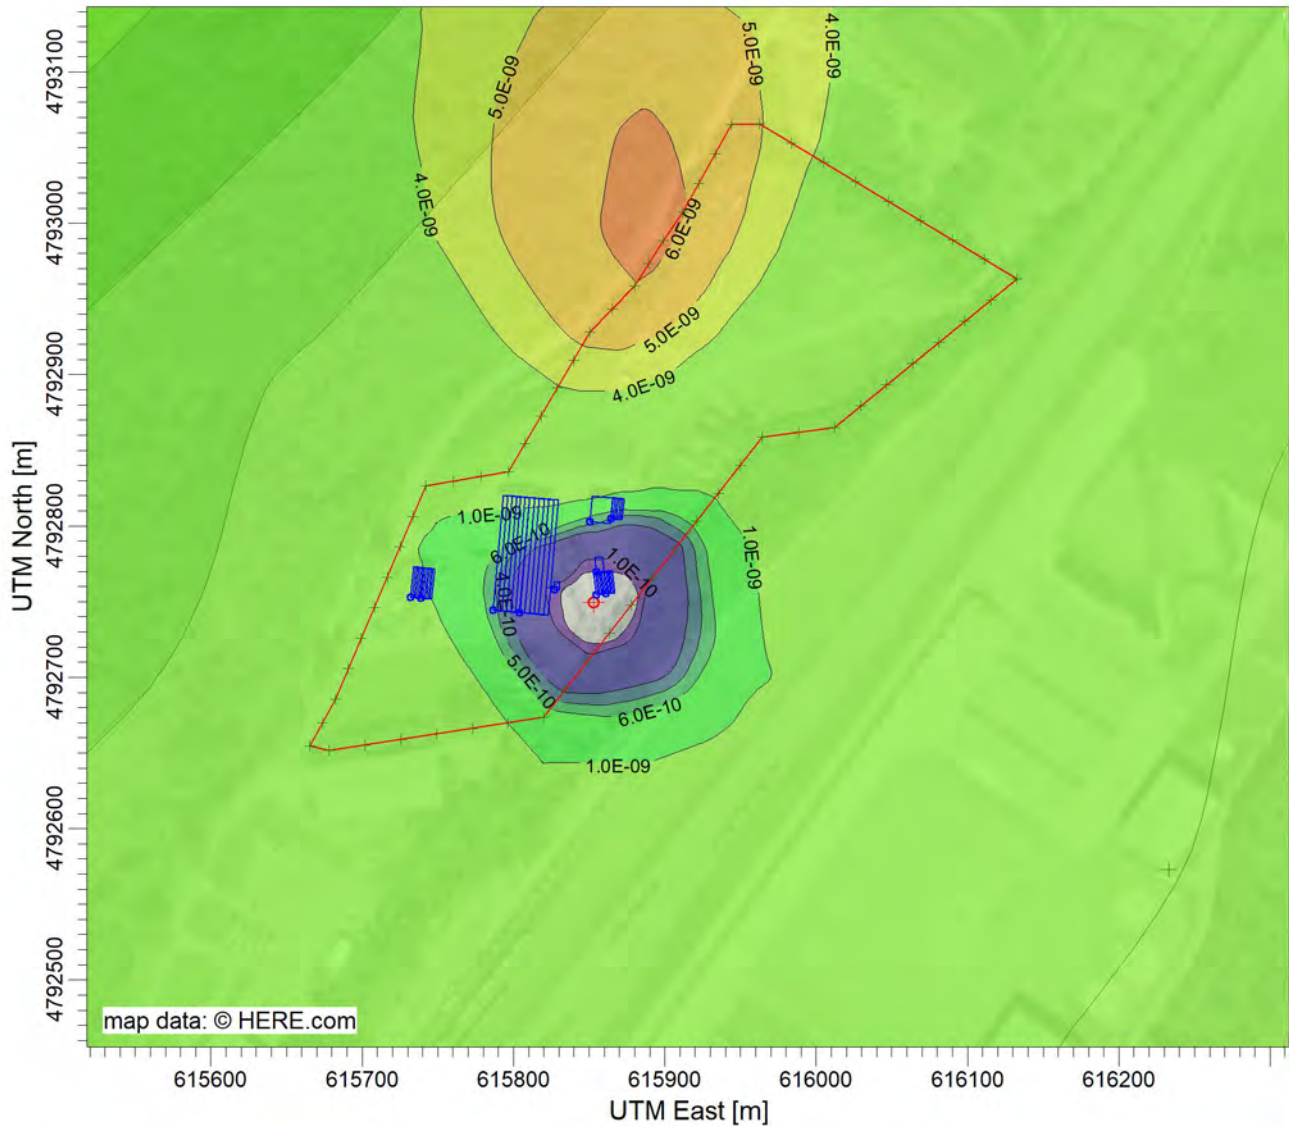 5.0E-09
5.0E-09
4.0E-09
4.0E-09
6.0E-09
5.0E-09
4.0E-09
1.0E-09
6.0E-10
1.0E-10
1.0E-09
4.0E-10
5.0E-10
6.0E-10
1.0E-09
4793100
4793000
4792900
4792800
4792700
4792600
4792500
UTM North [m]
map data: © HERE.com
615600 615700 615800 615900 616000 616100 616200
UTM East [m]